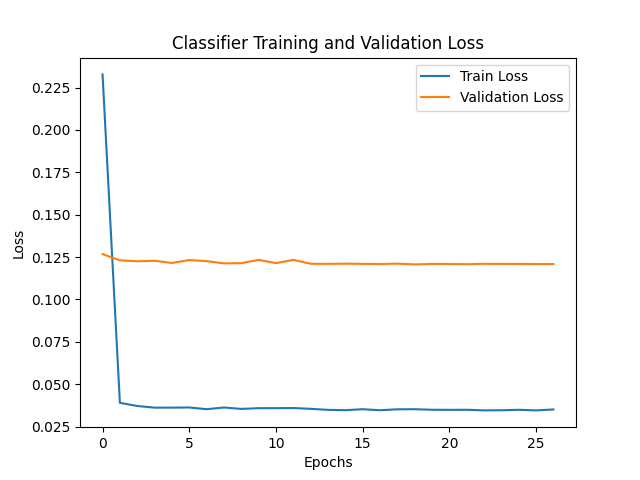 Classifier Training and Validation Loss
Train Loss
Validation Loss
0.225
0.200
0.175
0.150
0.125
0.100
0.075
0.050
0.025
Loss
0 5 10 15 20 25
Epochs